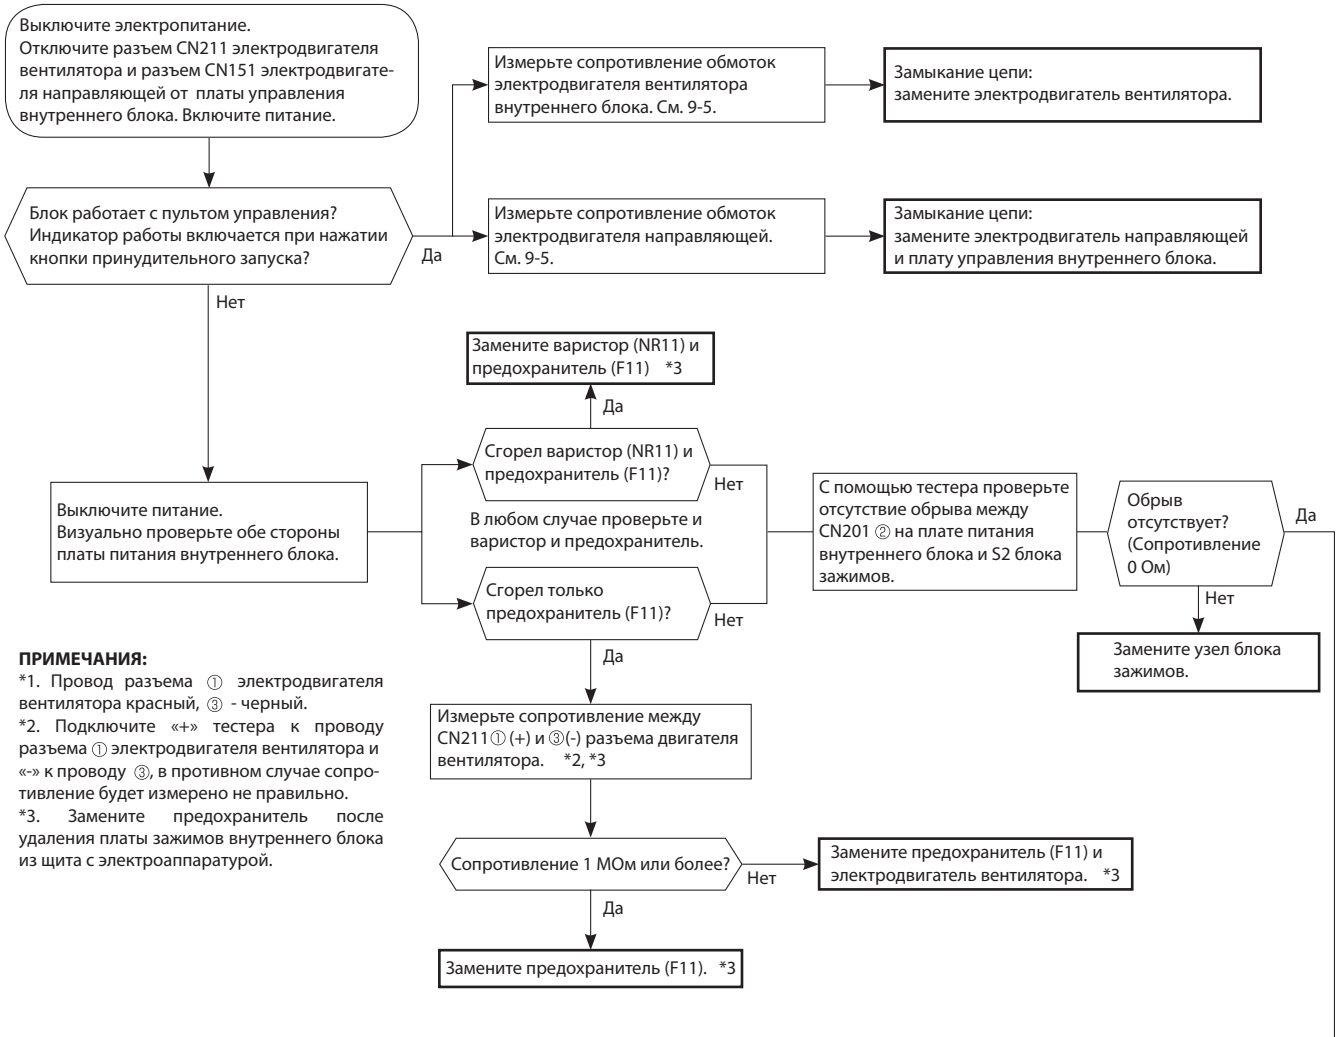 Выключите электропитание.
Отключите разъем CN211 электродвигателя
вентилятора и разъем CN151 электродвигате-
ля направляющей от платы управления
внутреннего блока. Включите питание.
Измерьте сопротивление обмоток
электродвигателя вентилятора
внутреннего блока. См. 9-5.
Замыкание цепи:
замените электродвигатель вентилятора.
Блок работает с пультом управления?
Индикатор работы включается при нажатии
кнопки принудительного запуска?
Да
Измерьте сопротивление обмоток
электродвигателя направляющей.
См. 9-5.
Замыкание цепи:
замените электродвигатель направляющей
и плату управления внутреннего блока.
Нет
Замените варистор (NR11) и
предохранитель (F11) *3
Да
Сгорел варистор (NR11) и
предохранитель (F11)?
Нет
Выключите питание.
Визуально проверьте обе стороны
платы питания внутреннего блока.
В любом случае проверьте и
варистор и предохранитель.
С помощью тестера проверьте
отсутствие обрыва между
CN201 ② на плате питания
внутреннего блока и S2 блока
зажимов.
Обрыв
отсутствует?
(Сопротивление
0 Ом)
Да
Нет
Замените узел блока
зажимов.
Сгорел только
предохранитель (F11)?
Нет
Да
ПРИМЕЧАНИЯ:
*1. Провод разъема ① электродвигателя
вентилятора красный, ③ - черный.
*2. Подключите «+» тестера к проводу
разъема ① электродвигателя вентилятора и
«-» к проводу ③, в противном случае сопро-
тивление будет измерено не правильно.
*3. Замените предохранитель после
удаления платы зажимов внутреннего блока
из щита с электроаппаратурой.
Измерьте сопротивление между
CN211 ① (+) и ③(-) разъема двигателя
вентилятора. *2, *3
Сопротивление 1 МОм или более?
Нет
Замените предохранитель (F11) и
электродвигатель вентилятора. *3
Да
Замените предохранитель (F11). *3